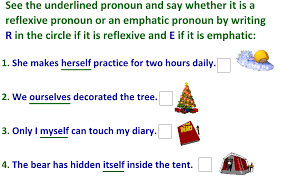 See the underlined pronoun and say whether it is a
reflexive pronoun or an emphatic pronoun by writing
R in the circle if it is reflexive and E if it is emphatic:
1. She makes herself practice for two hours daily.
2. We ourselves decorated the tree.
3. Only I myself can touch my diary.
4. The bear has hidden itself inside the tent.